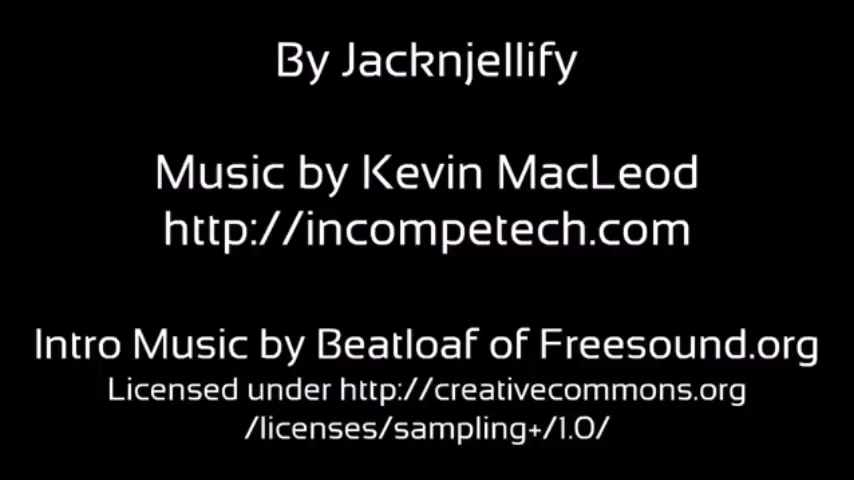 By Jacknjellify
Music by Kevin MacLeod
http://incompetech.com
Intro Music by Beatloaf of Freesound.org
Licensed under http://creativecommons.org
/licenses/sampling+/1.0/